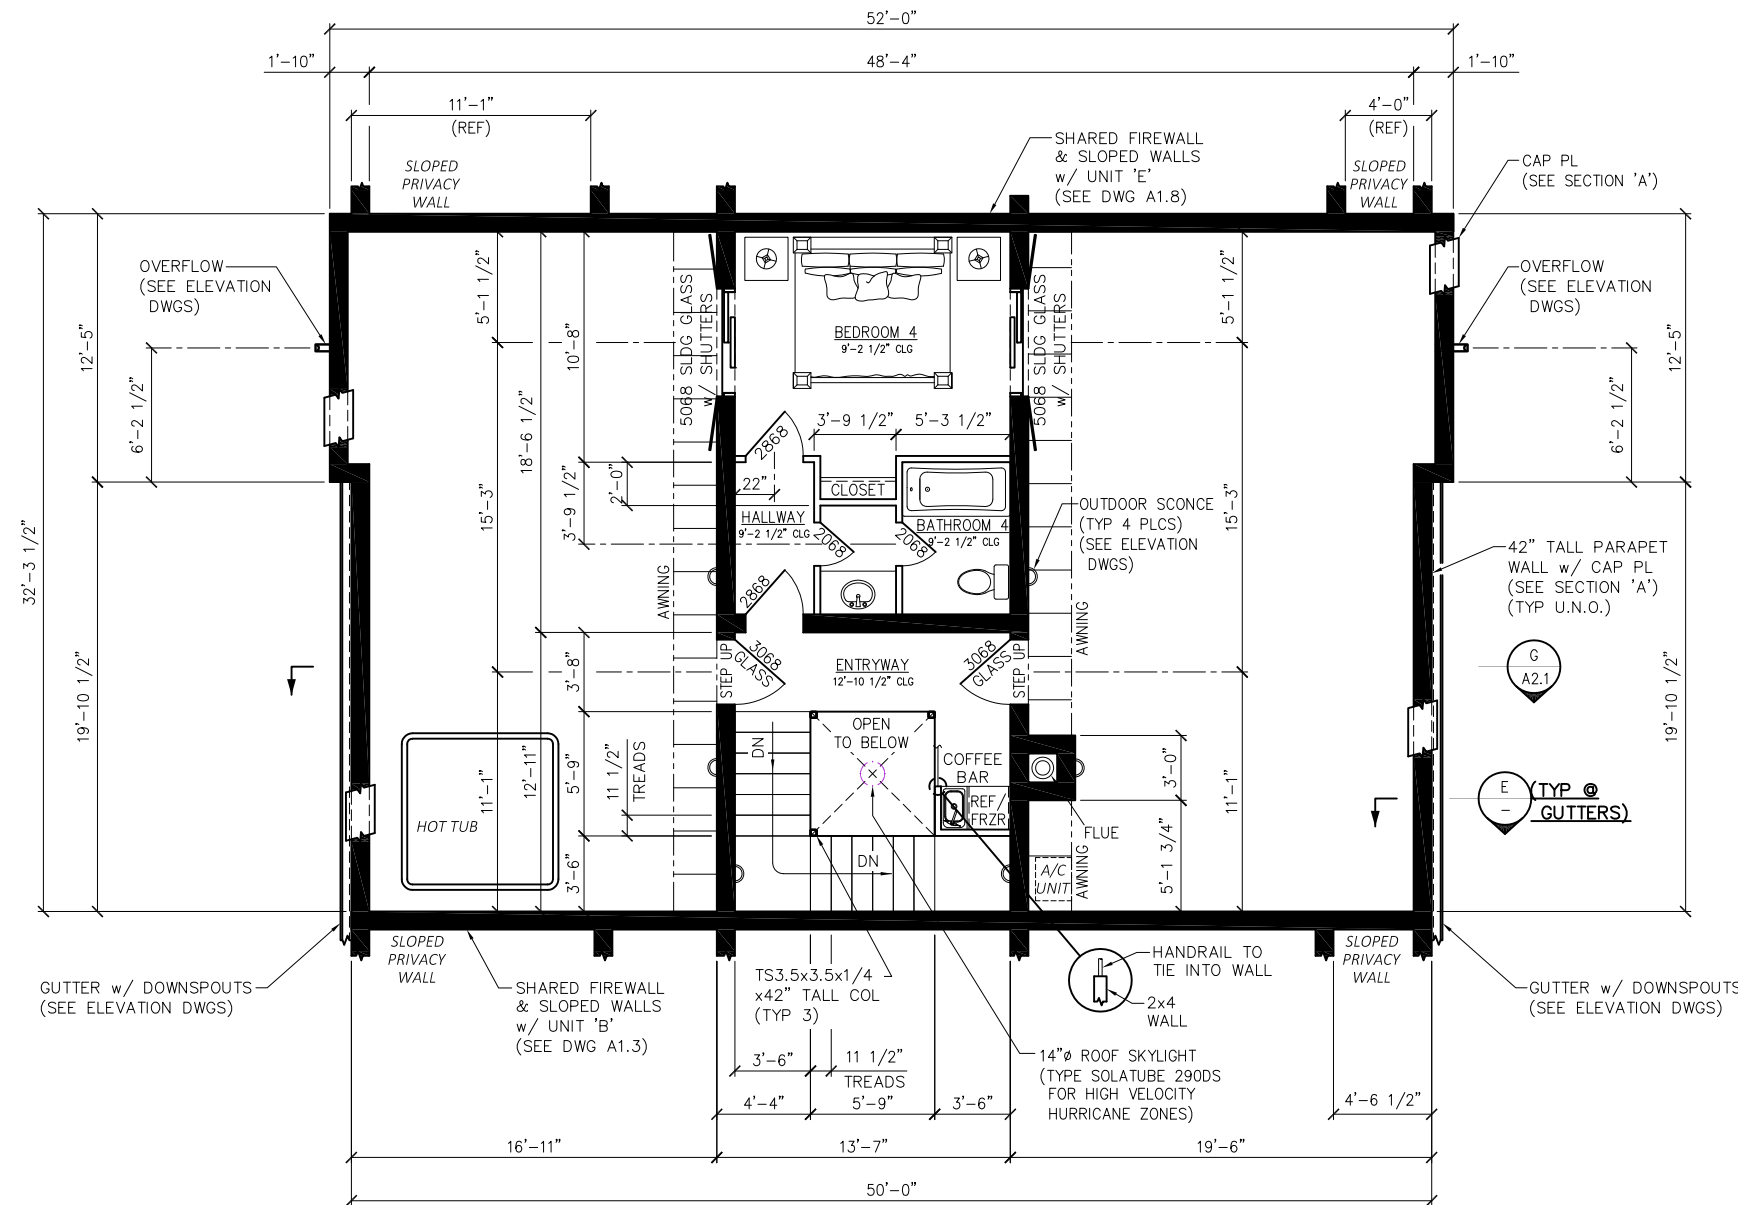 52'-0"
1'-10"
48'-4"
1'-10"
11'-1"
(REF)
4'-0"
(REF)
SLOPED
PRIVACY
WALL
SHARED FIREWALL
& SLOPED WALLS
w/ UNIT 'E'
(SEE DWG A1.8)
SLOPED
PRIVACY
WALL
CAP PL
(SEE SECTION 'A')
OVERFLOW
(SEE ELEVATION
DWGS)
OVERFLOW
(SEE ELEVATION
DWGS)
32'-3 1/2"
12'-5"
6'-2 1/2"
19'-10 1/2"
5'-1 1/2"
15'-3"
11'-1"
18'-6 1/2"
12'-11"
10'-8"
3'-9 1/2"
2'-0"
3'-8"
5'-9"
3'-6"
11 1/2"
TREADS
5068 SLDG GLASS
w/ SHUTTERS
AWNING
BEDROOM 4
9'-2 1/2" CLG
3'-9 1/2"
5'-3 1/2"
2868
22"
CLOSET
HALLWAY
9'-2 1/2" CLG
BATHROOM 4
9'-2 1/2" CLG
2068
2068
2868
3068
GLASS
STEP UP
ENTRYWAY
12'-10 1/2" CLG
3068
GLASS
STEP UP
OPEN
TO BELOW
DN
DN
COFFEE
BAR
REF/
FRZR
5068 SLDG GLASS
w/ SHUTTERS
AWNING
AWNING
OUTDOOR SCONCE
(TYP 4 PLCS)
(SEE ELEVATION
DWGS)
FLUE
A/C
UNIT
3'-0"
5'-1 3/4"
5'-1 1/2"
15'-3"
11'-1"
12'-5"
6'-2 1/2"
19'-10 1/2"
42" TALL PARAPET
WALL w/ CAP PL
(SEE SECTION 'A')
(TYP U.N.O.)
G
A2.1
E
–
(TYP @
GUTTERS)
HOT TUB
SLOPED
PRIVACY
WALL
GUTTER w/ DOWNSPOUTS
(SEE ELEVATION DWGS)
SHARED FIREWALL
& SLOPED WALLS
w/ UNIT 'B'
(SEE DWG A1.3)
TS3.5x3.5x1/4
x42" TALL COL
(TYP 3)
HANDRAIL TO
TIE INTO WALL
2x4
WALL
SLOPED
PRIVACY
WALL
GUTTER w/ DOWNSPOUTS
(SEE ELEVATION DWGS)
14"ø ROOF SKYLIGHT
(TYPE SOLATUBE 290DS
FOR HIGH VELOCITY
HURRICANE ZONES)
3'-6"
11 1/2"
TREADS
4'-4"
5'-9"
3'-6"
4'-6 1/2"
16'-11"
13'-7"
19'-6"
50'-0"